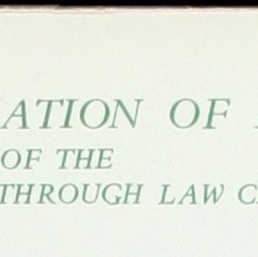 ATION OF
OF THE
THROUGH LAW C